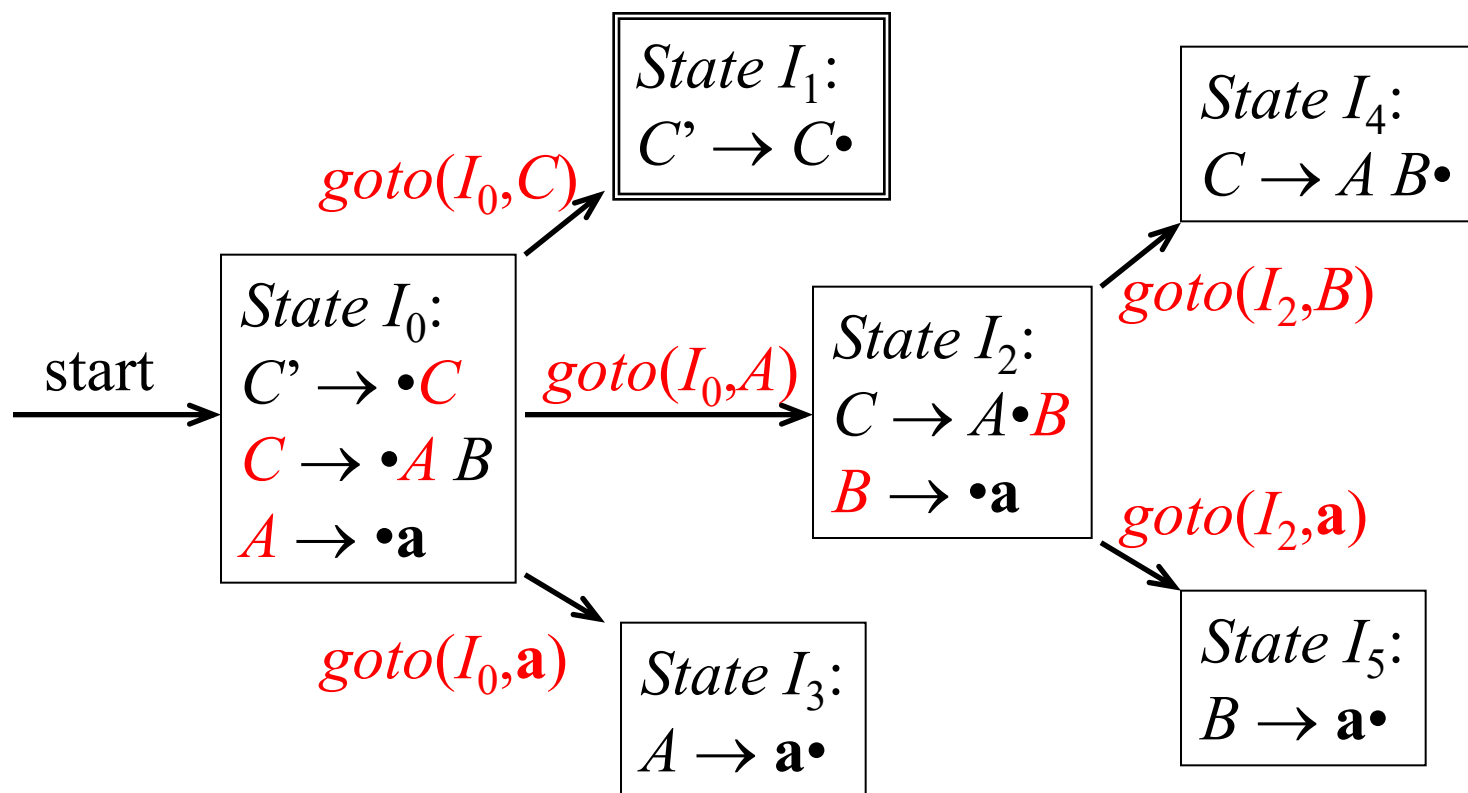 State I₁:
C’ → C•
State I₄:
C → A B•
goto(I₀,C)
State I₀:
C’ → •C
C → •A B
A → •a
start
goto(I₀,A)
State I₂:
C → A•B
B → •a
goto(I₂,B)
goto(I₂,a)
goto(I₀,a)
State I₃:
A → a•
State I₅:
B → a•